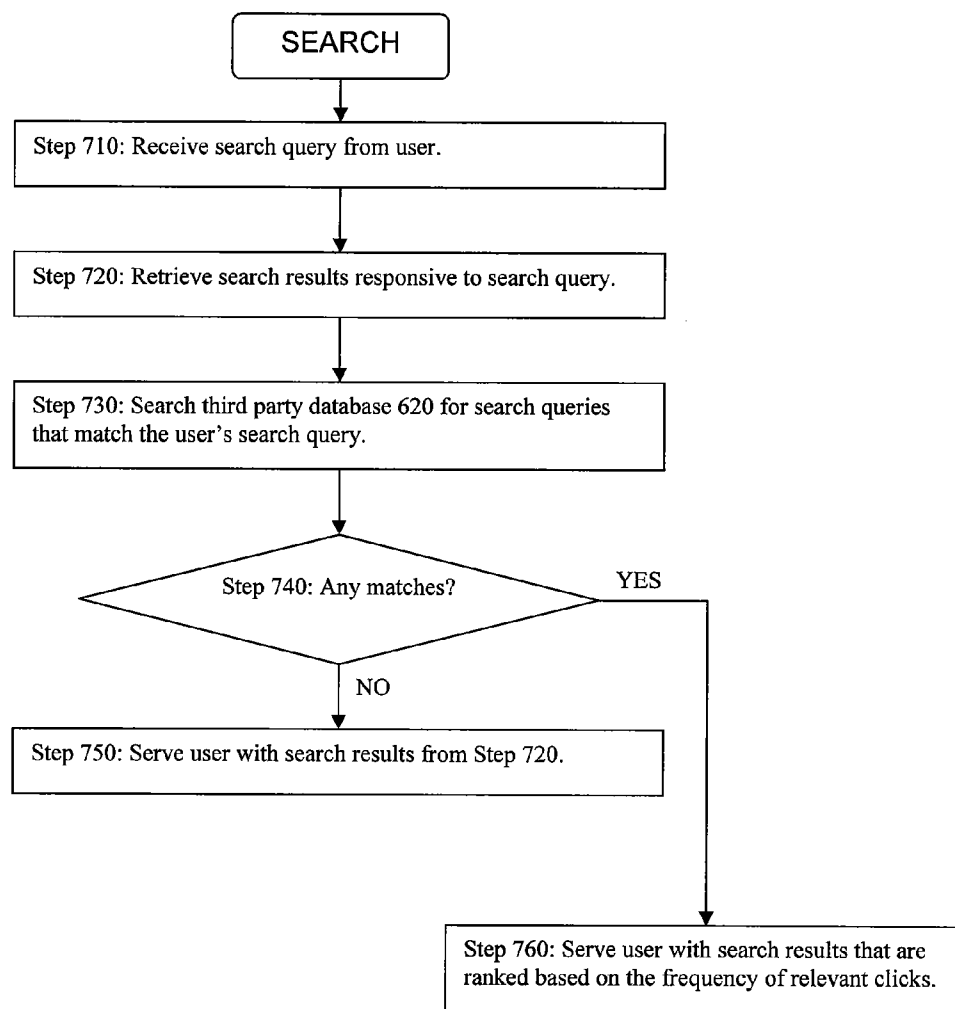 SEARCH
Step 710: Receive search query from user.
Step 720: Retrieve search results responsive to search query.
Step 730: Search third party database 620 for search queries
that match the user's search query.
Step 740: Any matches?
YES
NO
Step 750: Serve user with search results from Step 720.
Step 760: Serve user with search results that are
ranked based on the frequency of relevant clicks.